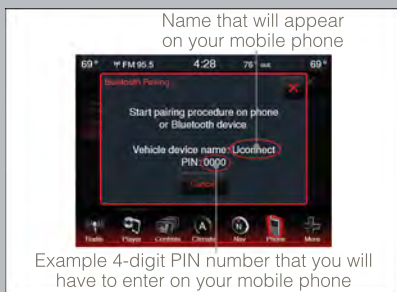 Name that will appear
on your mobile phone
69° FM 95.5 4:28 76° out 69°
Bluetooth Pairing
Start pairing procedure on phone
or Bluetooth device
Vehicle device name: Uconnect
PIN: 0000
Cancel
Radio Player Controls Climate Nav Phone More
Example 4-digit PIN number that you will
have to enter on your mobile phone